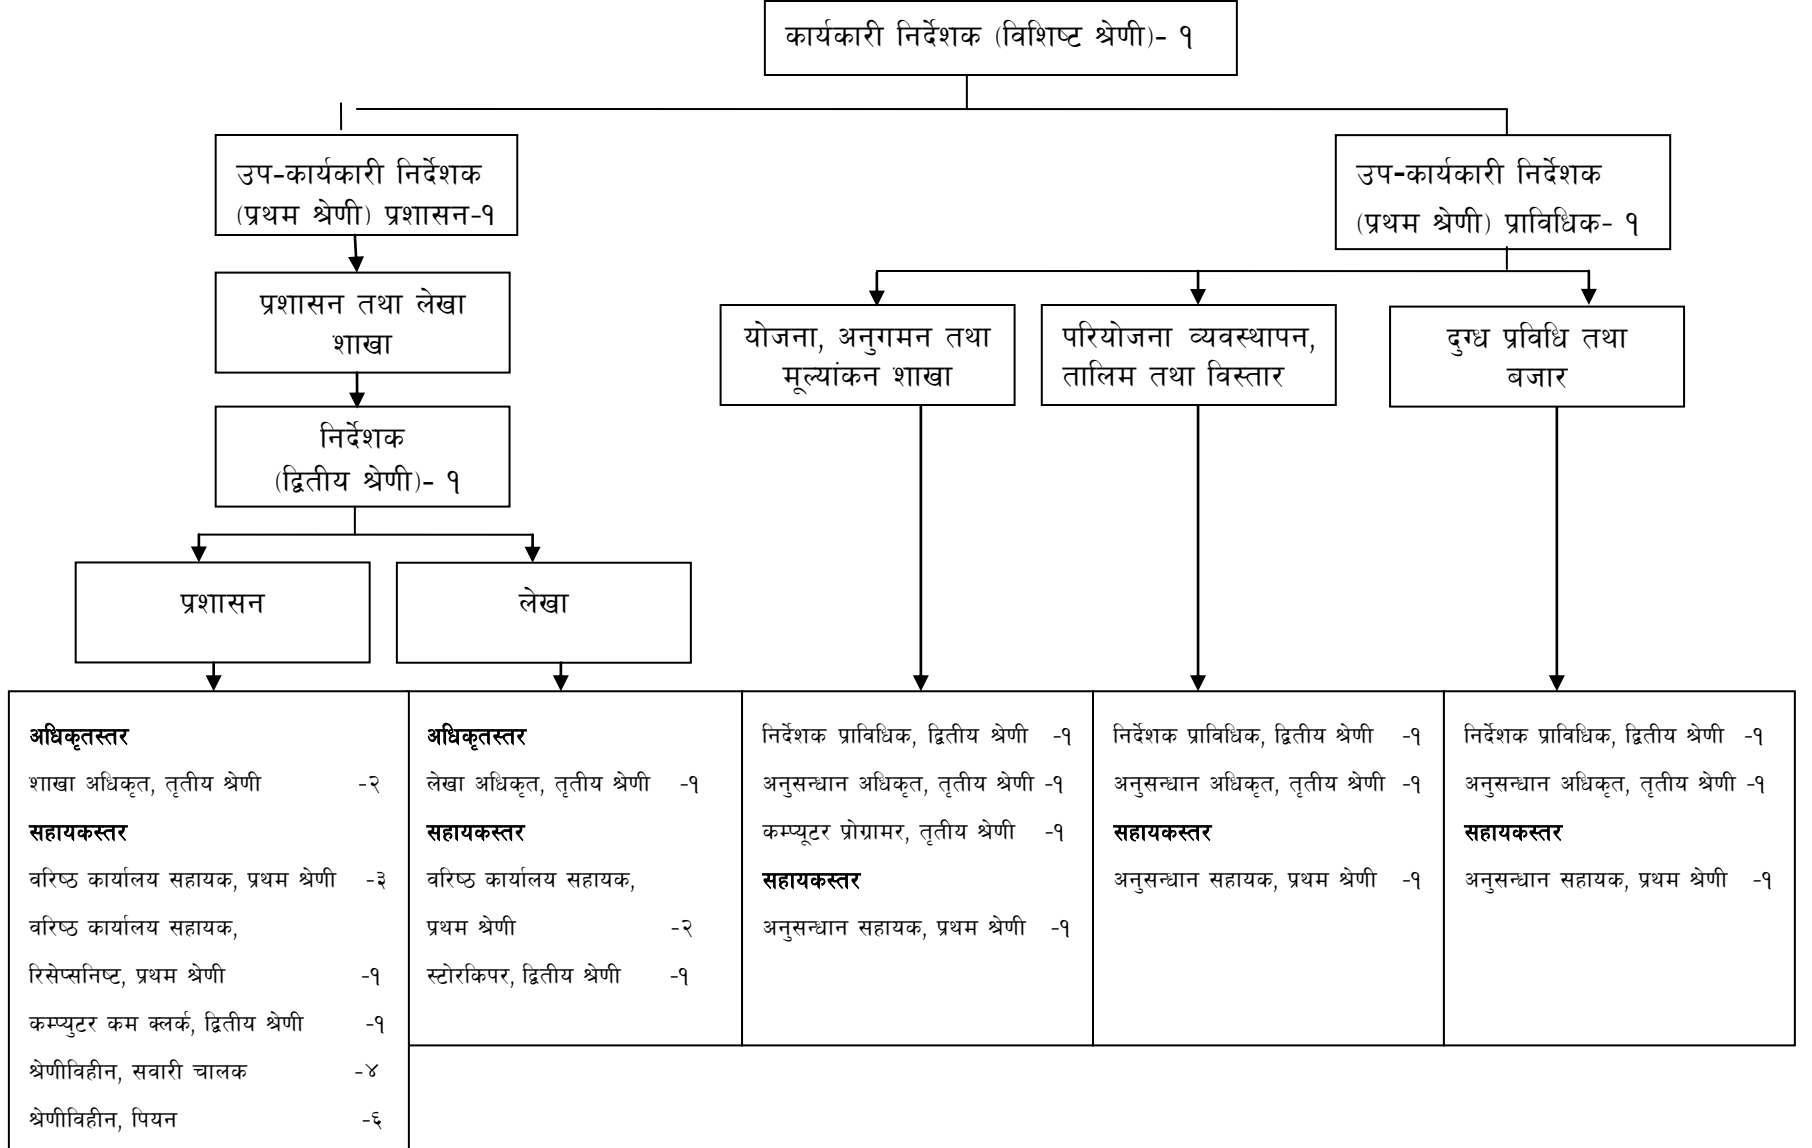 कार्यकारी निर्देशक (विशिष्ट श्रेणी)- १
उप-कार्यकारी निर्देशक
(प्रथम श्रेणी) प्रशासन-१
उप-कार्यकारी निर्देशक
(प्रथम श्रेणी) प्राविधिक- १
प्रशासन तथा लेखा
शाखा
योजना, अनुगमन तथा
मूल्यांकन शाखा
परियोजना व्यवस्थापन,
तालिम तथा विस्तार
दुग्ध प्रविधि तथा
बजार
निर्देशक
(द्वितीय श्रेणी)- १
प्रशासन
लेखा
अधिकृतस्तर
शाखा अधिकृत, तृतीय श्रेणी -२
सहायकस्तर
वरिष्ठ कार्यालय सहायक, प्रथम श्रेणी -३
वरिष्ठ कार्यालय सहायक,
रिसेप्सनिष्ट, प्रथम श्रेणी -१
कम्प्युटर कम क्लर्क, द्वितीय श्रेणी -१
श्रेणीविहीन, सवारी चालक -४
श्रेणीविहीन, पियन -६
अधिकृतस्तर
लेखा अधिकृत, तृतीय श्रेणी -१
सहायकस्तर
वरिष्ठ कार्यालय सहायक,
प्रथम श्रेणी -२
स्टोरकिपर, द्वितीय श्रेणी -१
निर्देशक प्राविधिक, द्वितीय श्रेणी -१
अनुसन्धान अधिकृत, तृतीय श्रेणी -१
कम्प्यूटर प्रोग्रामर, तृतीय श्रेणी -१
सहायकस्तर
अनुसन्धान सहायक, प्रथम श्रेणी -१
निर्देशक प्राविधिक, द्वितीय श्रेणी -१
अनुसन्धान अधिकृत, तृतीय श्रेणी -१
सहायकस्तर
अनुसन्धान सहायक, प्रथम श्रेणी -१
निर्देशक प्राविधिक, द्वितीय श्रेणी -१
अनुसन्धान अधिकृत, तृतीय श्रेणी -१
सहायकस्तर
अनुसन्धान सहायक, प्रथम श्रेणी -१